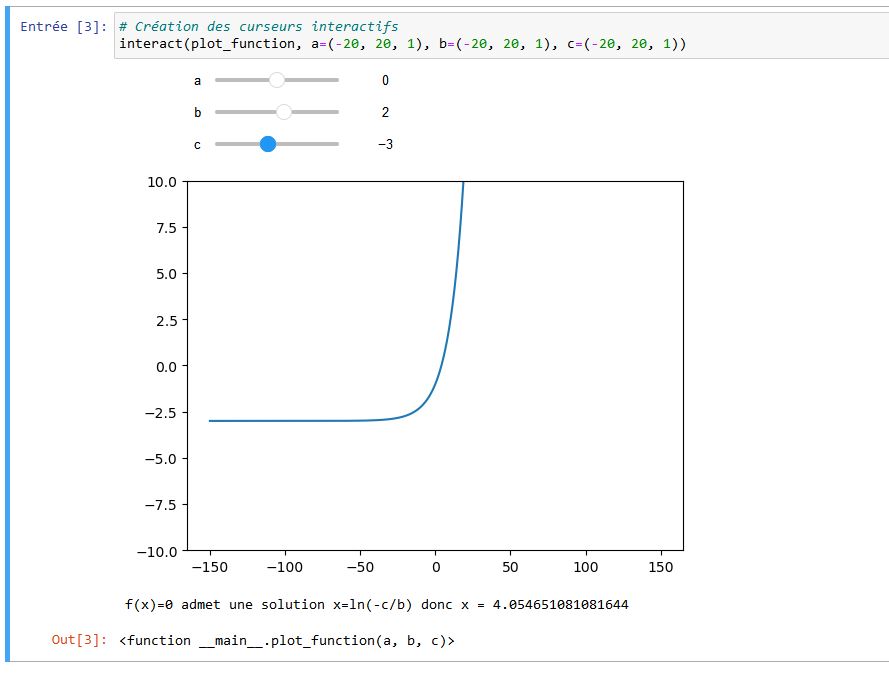 Entrée [3]: # Création des curseurs interactifs
interact(plot_function, a=(-20, 20, 1), b=(-20, 20, 1), c=(-20, 20, 1))
a 0
b 2
c −3
10.0
7.5
5.0
2.5
0.0
−2.5
−5.0
−7.5
−10.0
−150 −100 −50 0 50 100 150
f(x)=0 admet une solution x=ln(-c/b) donc x = 4.054651081081644
Out[3]: <function __main__.plot_function(a, b, c)>